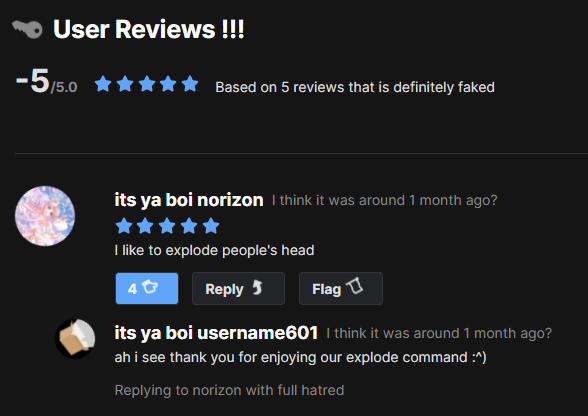 User Reviews !!!
-5/5.0 Based on 5 reviews that is definitely faked
its ya boi norizon I think it was around 1 month ago?
I like to explode people's head
4 Reply Flag
its ya boi username601 I think it was around 1 month ago?
ah i see thank you for enjoying our explode command :^)
Replying to norizon with full hatred